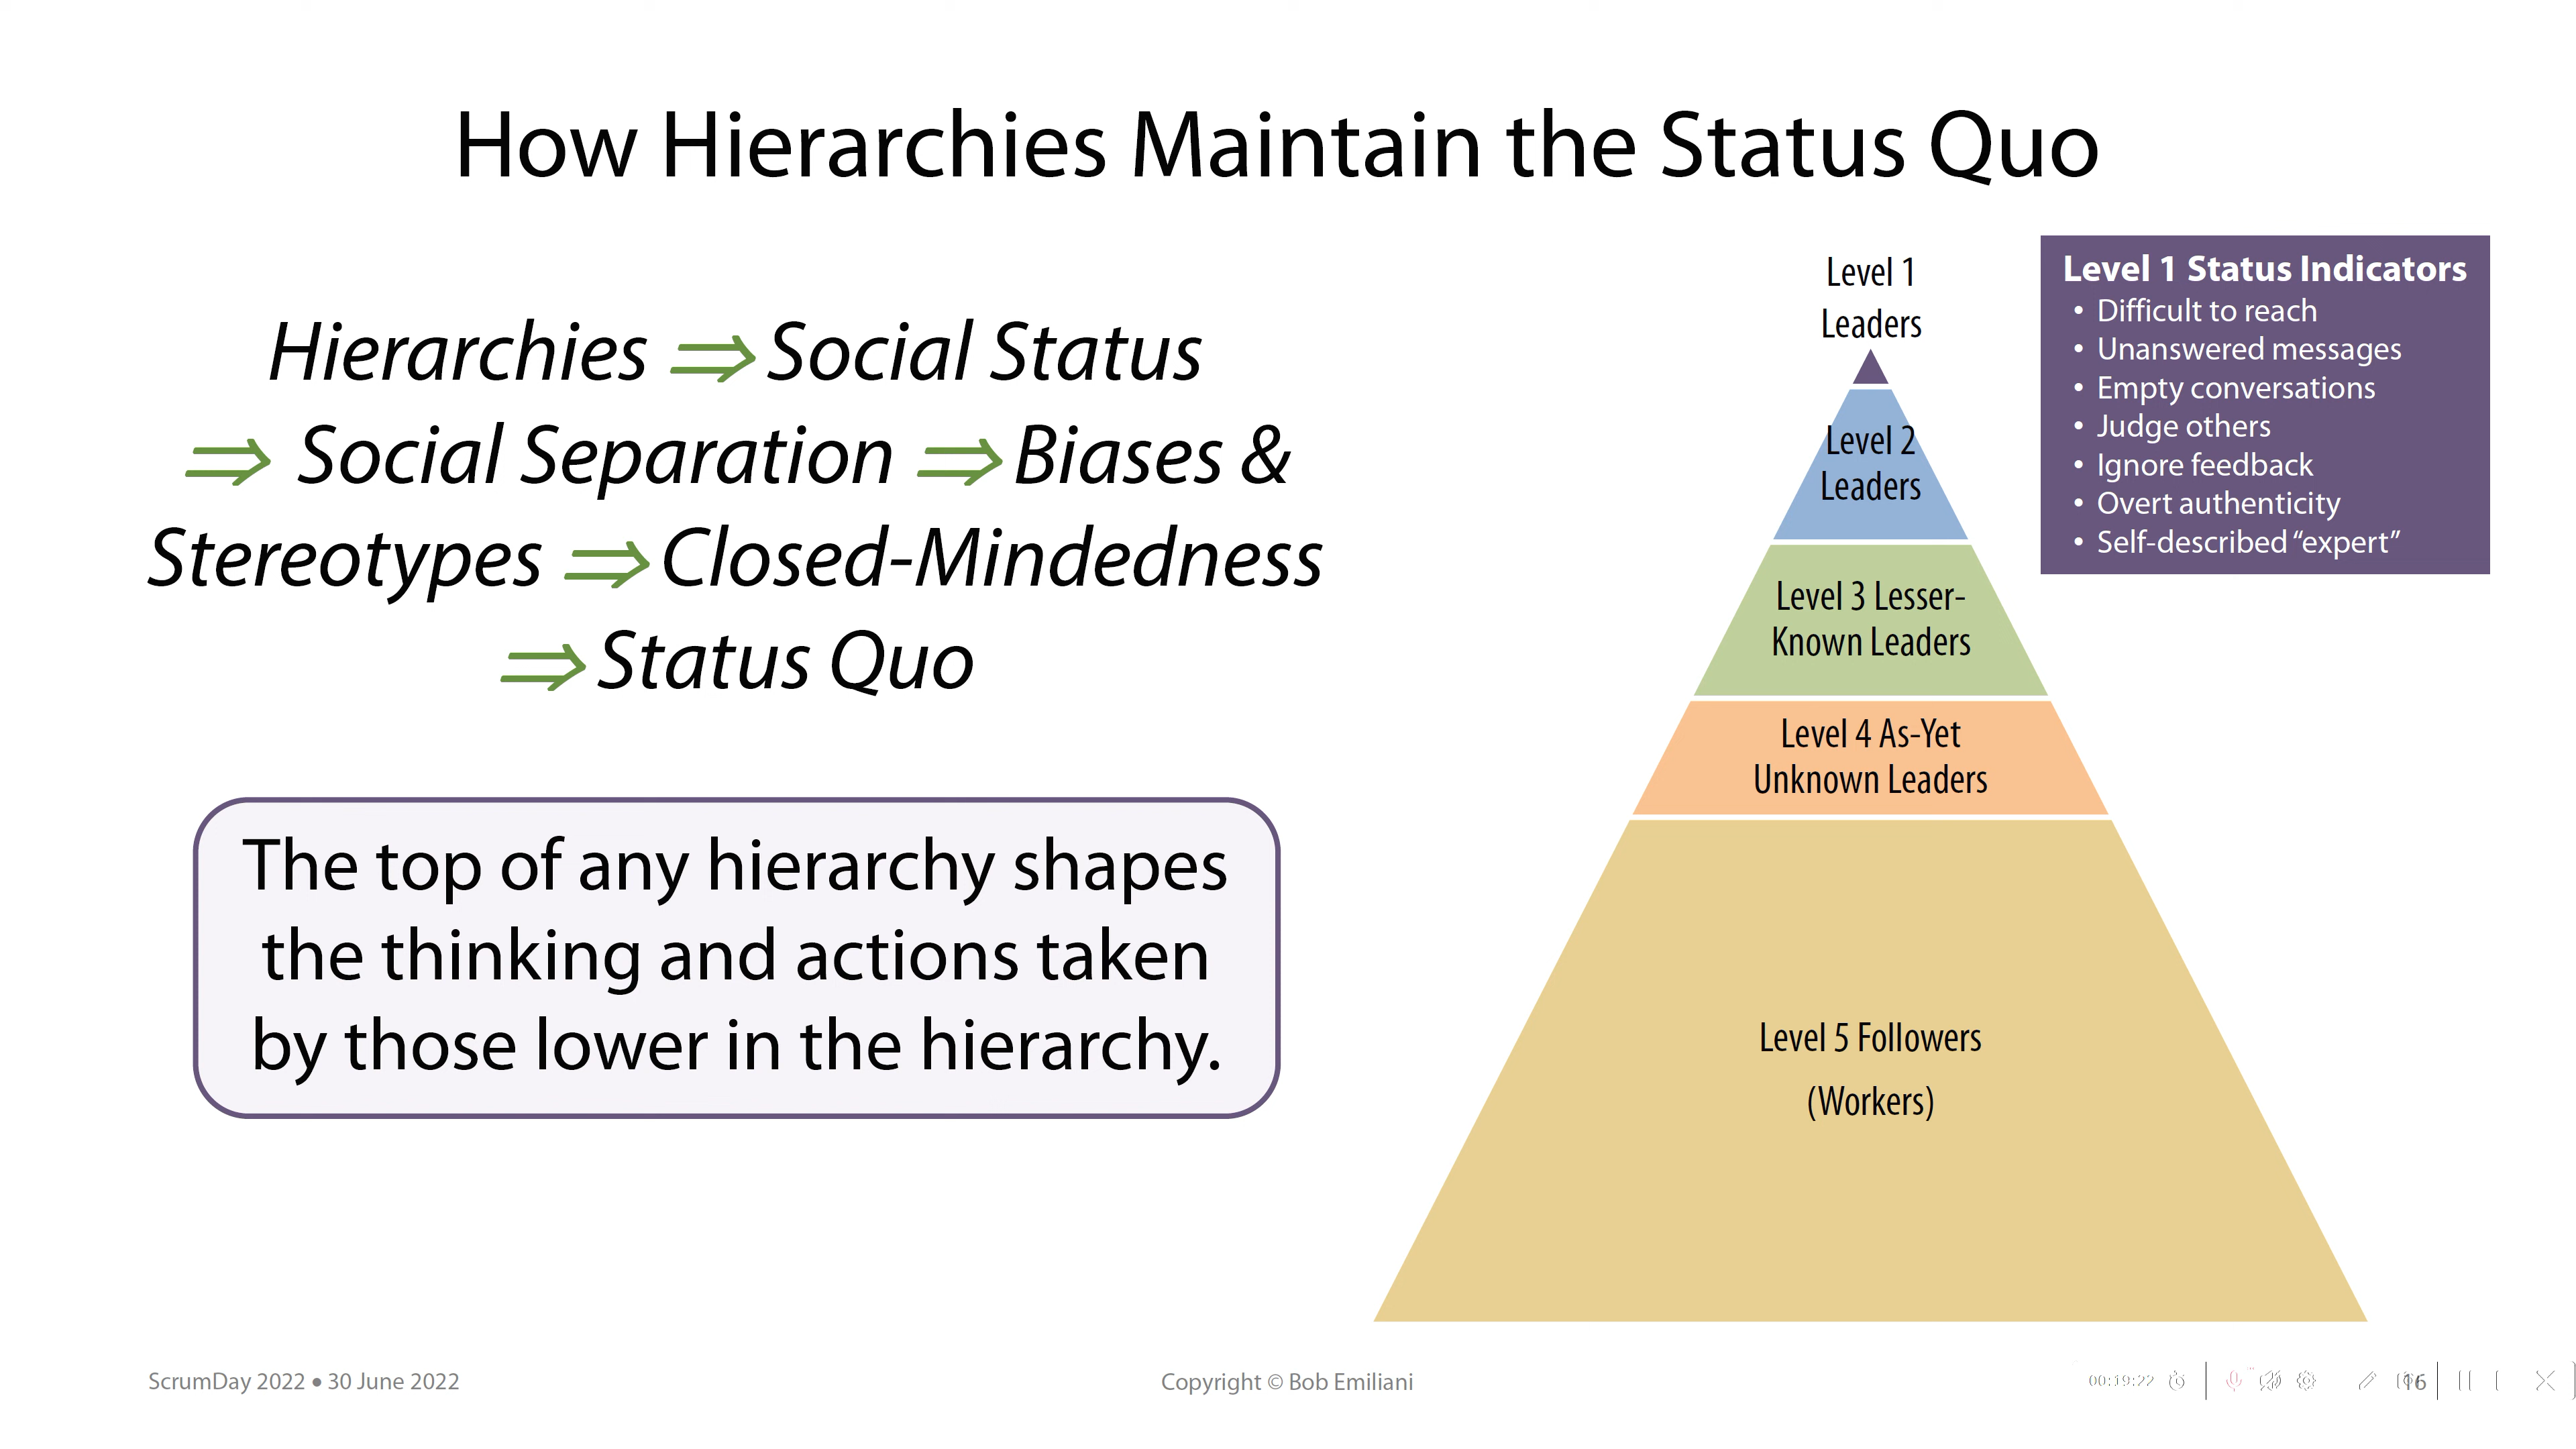 How Hierarchies Maintain the Status Quo
Hierarchies ⇒ Social Status
⇒ Social Separation ⇒ Biases &
Stereotypes ⇒ Closed-Mindedness
⇒ Status Quo
The top of any hierarchy shapes
the thinking and actions taken
by those lower in the hierarchy.
Level 1
Leaders
Level 2
Leaders
Level 3 Lesser-
Known Leaders
Level 4 As-Yet
Unknown Leaders
Level 5 Followers
(Workers)
Level 1 Status Indicators
• Difficult to reach
• Unanswered messages
• Empty conversations
• Judge others
• Ignore feedback
• Overt authenticity
• Self-described “expert”
ScrumDay 2022 • 30 June 2022
Copyright © Bob Emiliani
00:19:22
16